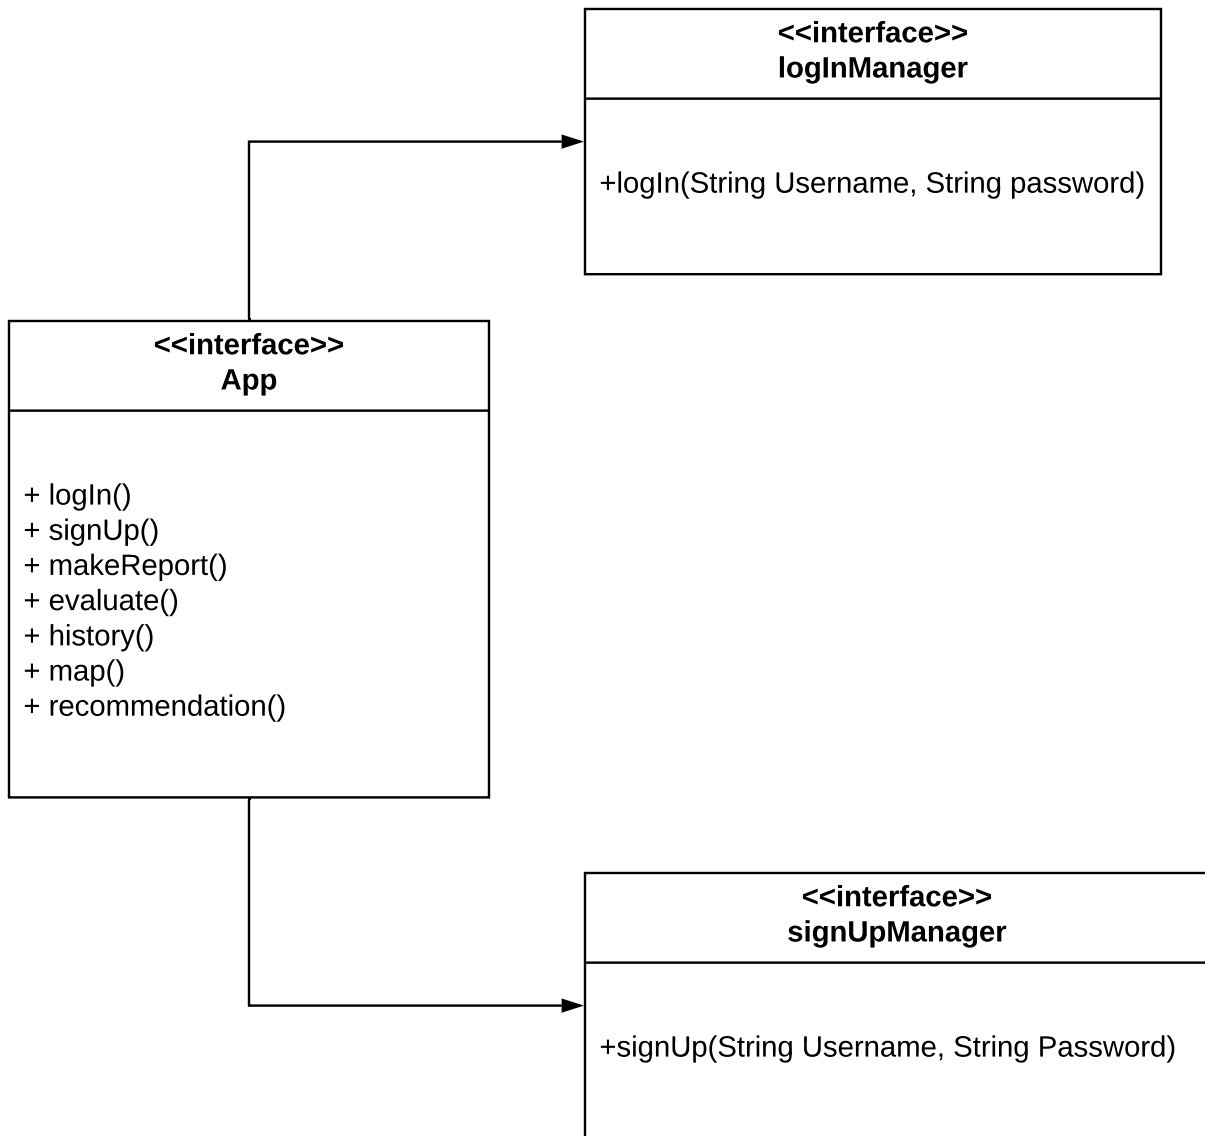 <<interface>>
logInManager
+logIn(String Username, String password)
<<interface>>
App
+ logIn()
+ signUp()
+ makeReport()
+ evaluate()
+ history()
+ map()
+ recommendation()
<<interface>>
signUpManager
+signUp(String Username, String Password)